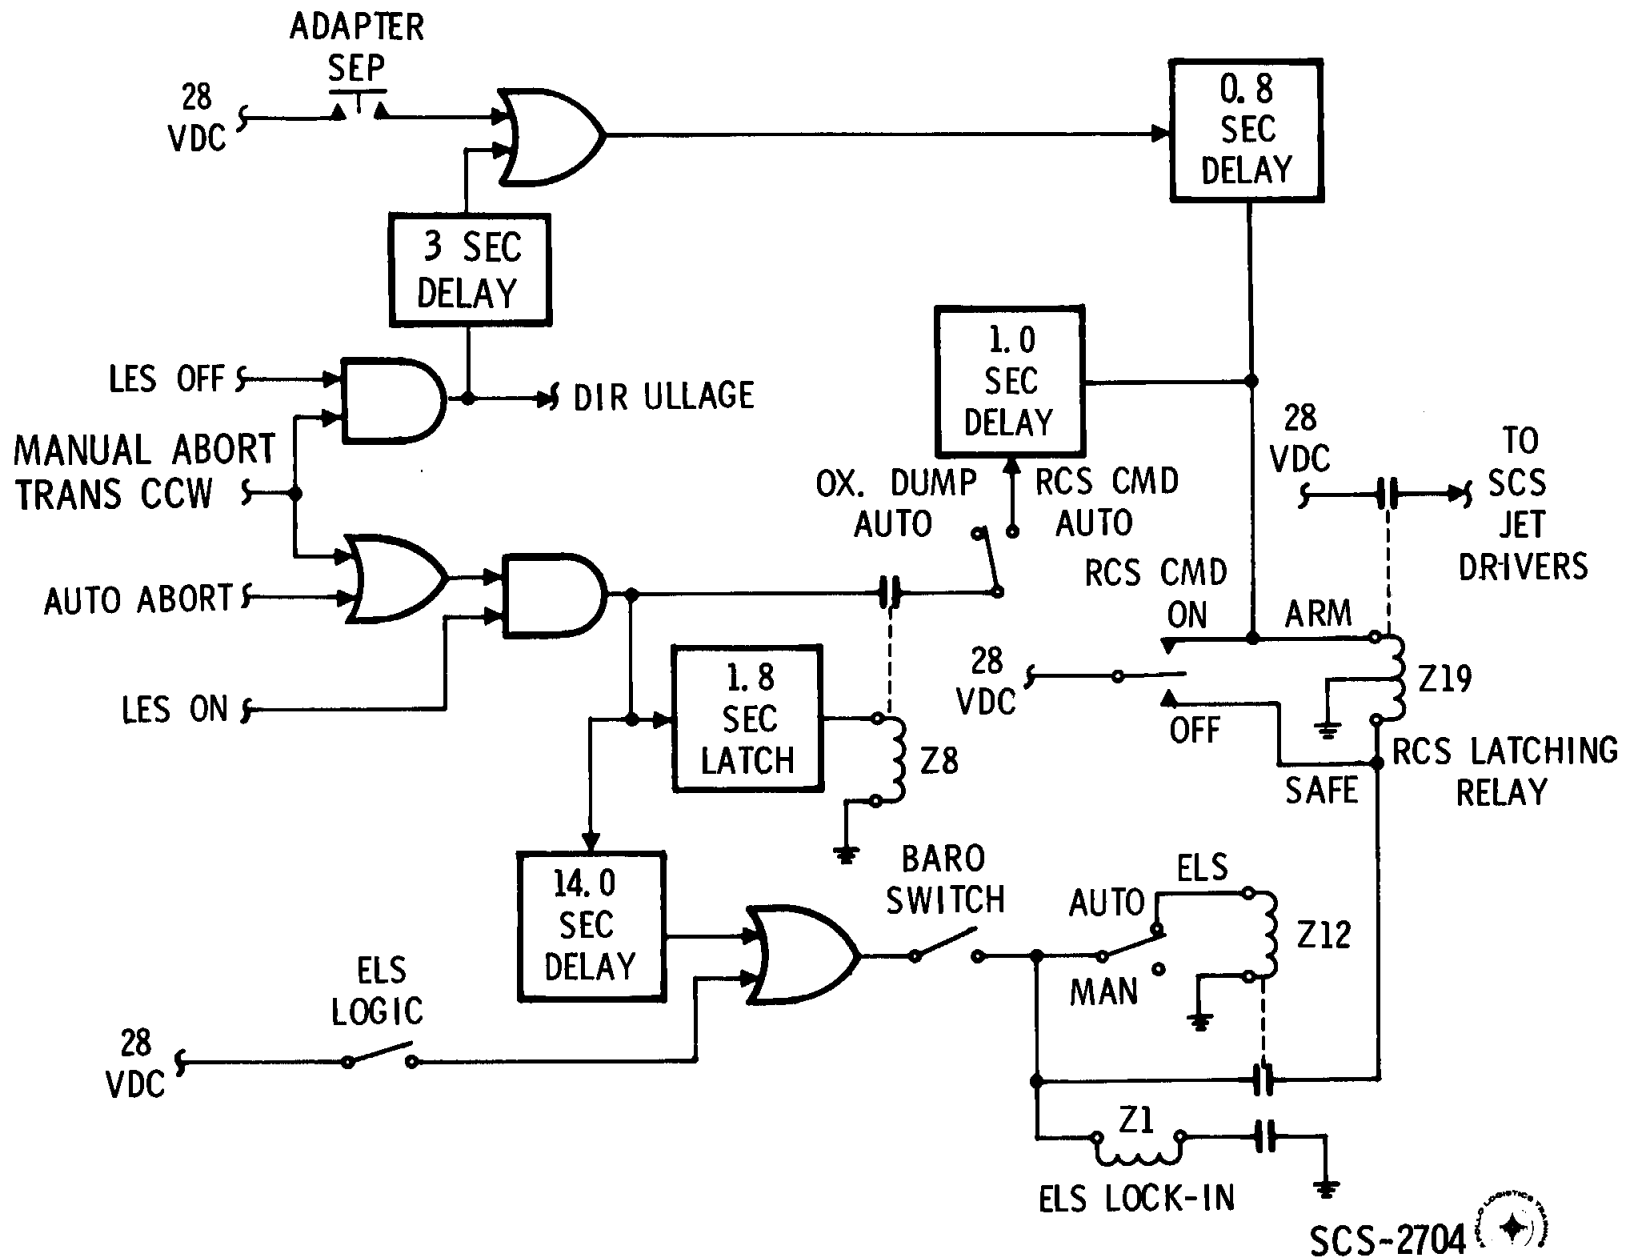 ADAPTER
SEP
28
VDC
0.8
SEC
DELAY
3 SEC
DELAY
1.0
SEC
DELAY
LES OFF
DIR ULLAGE
MANUAL ABORT
TRANS CCW
28
VDC
TO
SCS
JET
DRIVERS
OX. DUMP
AUTO
RCS CMD
AUTO
AUTO ABORT
RCS CMD
ON
ARM
LES ON
28
VDC
Z19
OFF
1.8
SEC
LATCH
Z8
RCS LATCHING
RELAY
SAFE
14.0
SEC
DELAY
BARO
SWITCH
ELS
AUTO
Z12
MAN
ELS
LOGIC
28
VDC
Z1
ELS LOCK-IN
SCS-2704